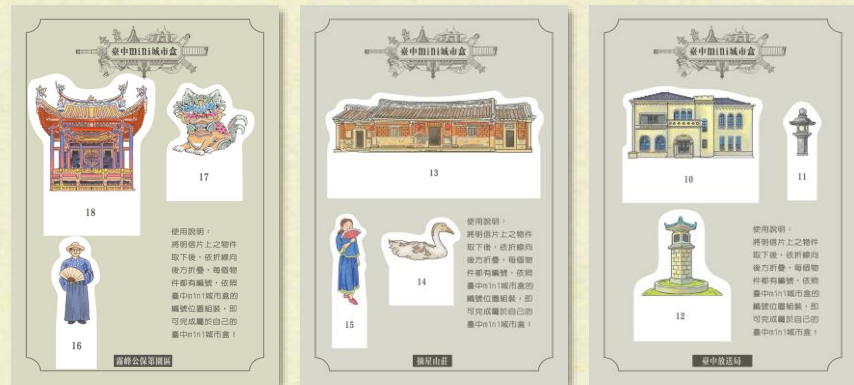 臺中mini城市盒
17
18
使用說明：
將明信片上之物件
取下後，依折線向
後方折疊，每個物
件都有編號，依照
臺中mini城市盒的
編號位置組裝，即
可完成屬於自己的
臺中mini城市盒！
16
霧峰公保第園區
臺中mini城市盒
13
使用說明：
將明信片上之物件
取下後，依折線向
後方折疊，每個物
件都有編號，依照
臺中mini城市盒的
編號位置組裝，即
可完成屬於自己的
臺中mini城市盒！
14
15
摘星山莊
臺中mini城市盒
10
11
使用說明：
將明信片上之物件
取下後，依折線向
後方折疊，每個物
件都有編號，依照
臺中mini城市盒的
編號位置組裝，即
可完成屬於自己的
臺中mini城市盒！
12
臺中放送局